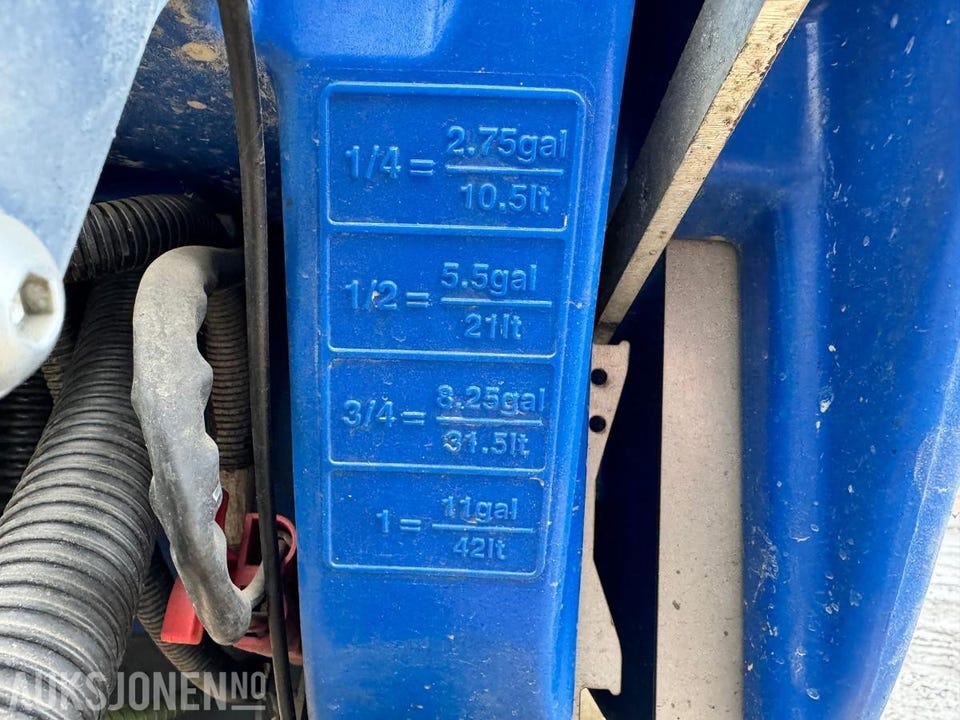 1/4 = 2.75gal
10.5lt
1/2 = 5.5gal
21lt
3/4 = 8.25gal
31.5lt
1 = 11gal
42lt
AUKSJONEN NO